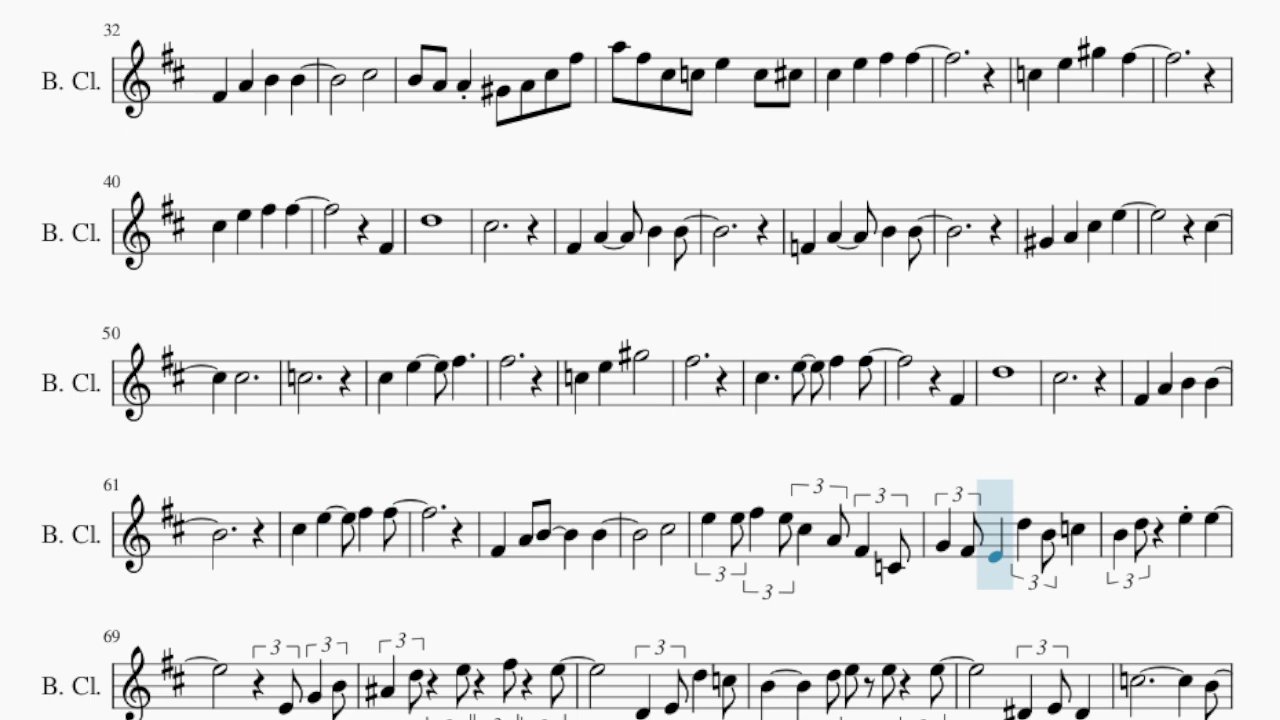 32
B. Cl.
40
B. Cl.
50
B. Cl.
61
3 3 3
B. Cl.
3 3 3 3
69
3 3 3 3 3
B. Cl.